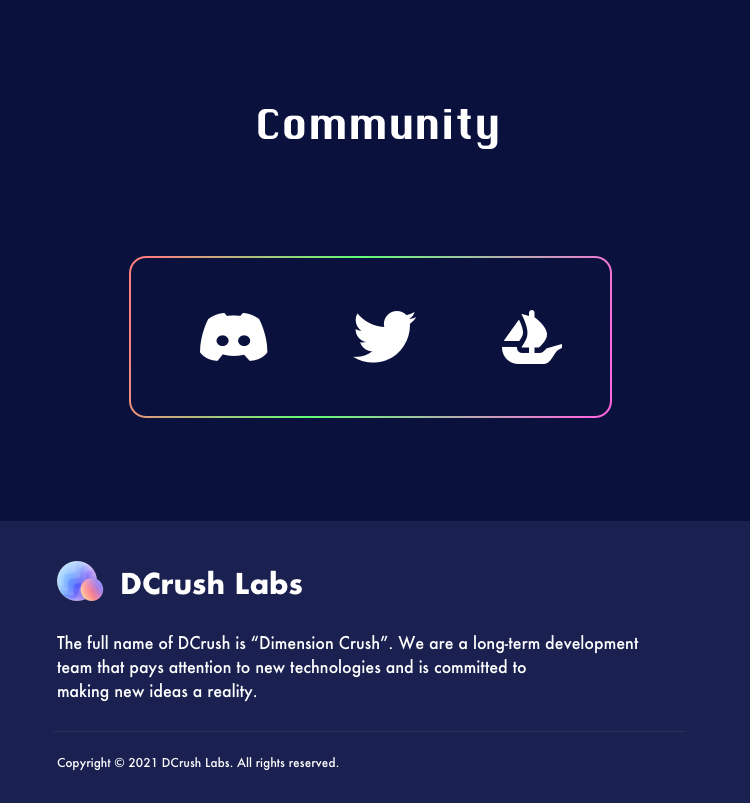 Community
DCrush Labs
The full name of DCrush is “Dimension Crush”. We are a long-term development
team that pays attention to new technologies and is committed to
making new ideas a reality.
Copyright © 2021 DCrush Labs. All rights reserved.